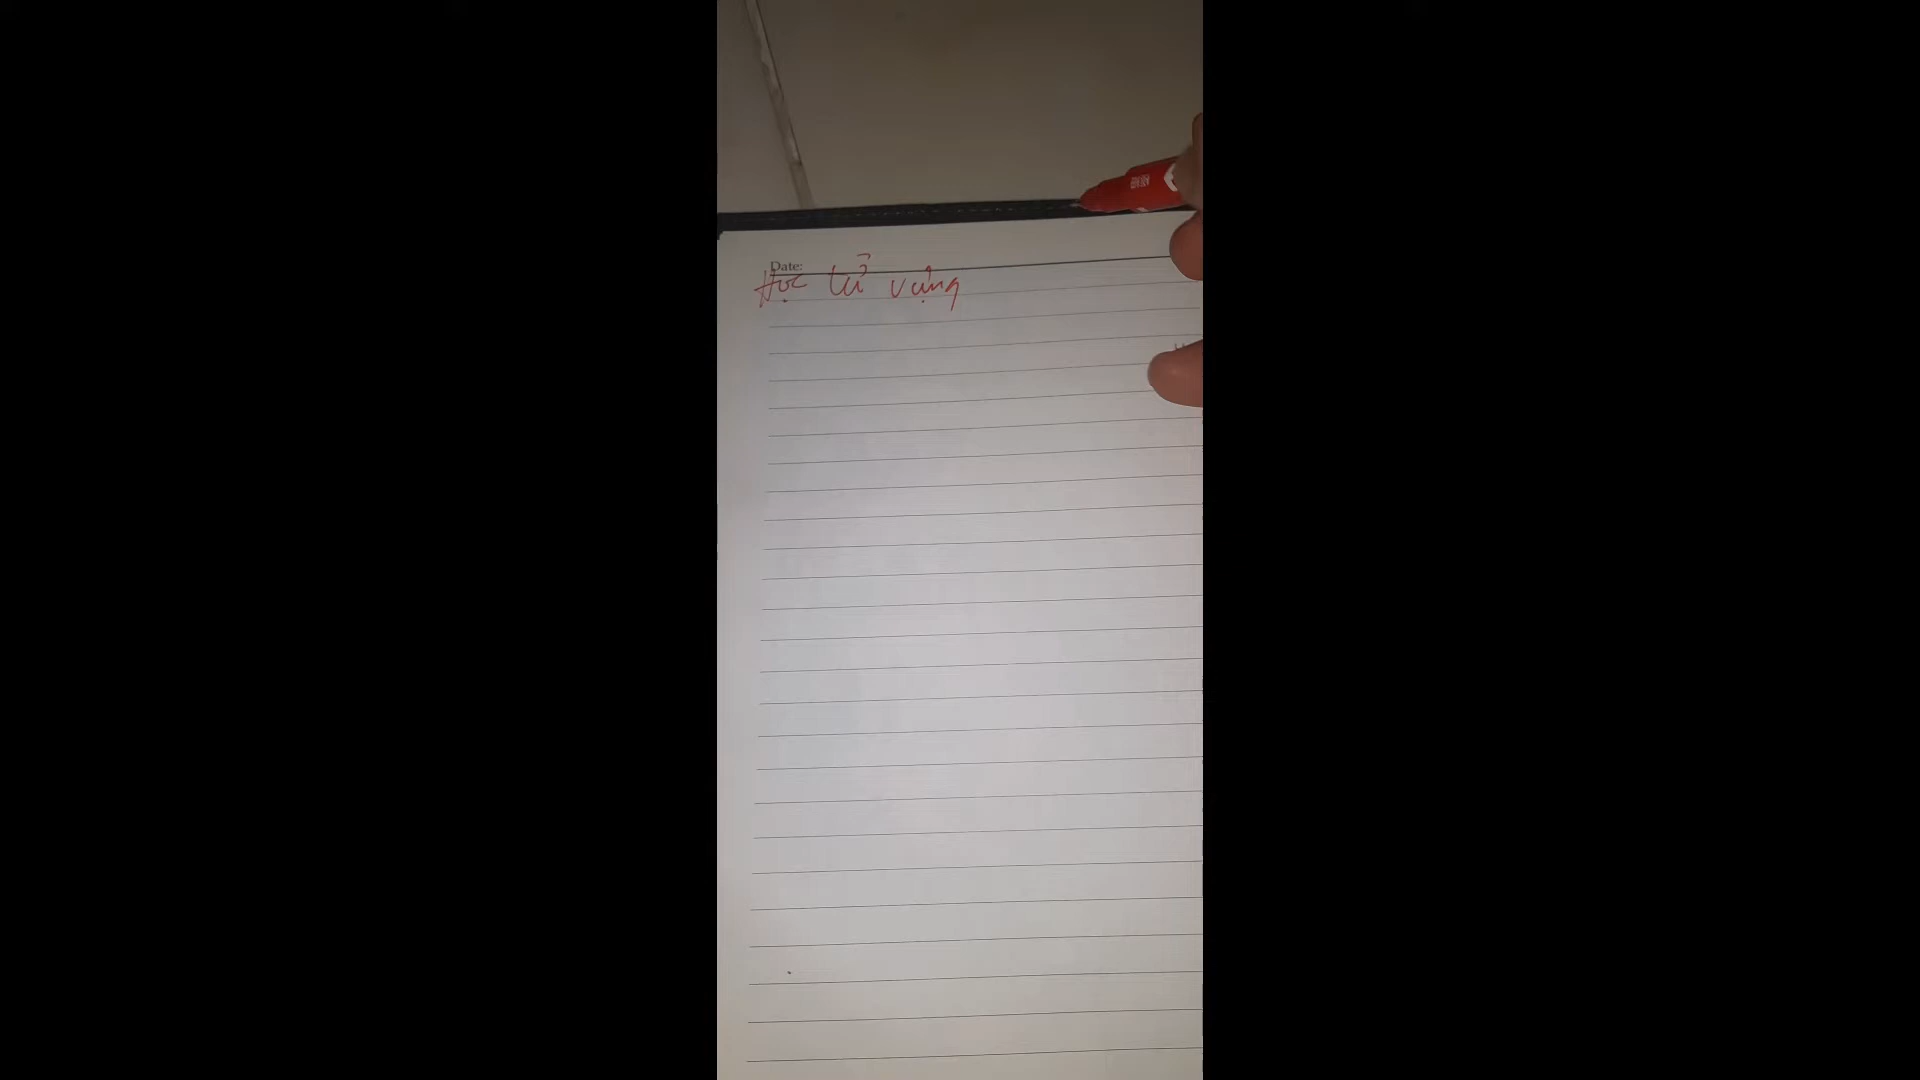 Date:
Học từ vựng